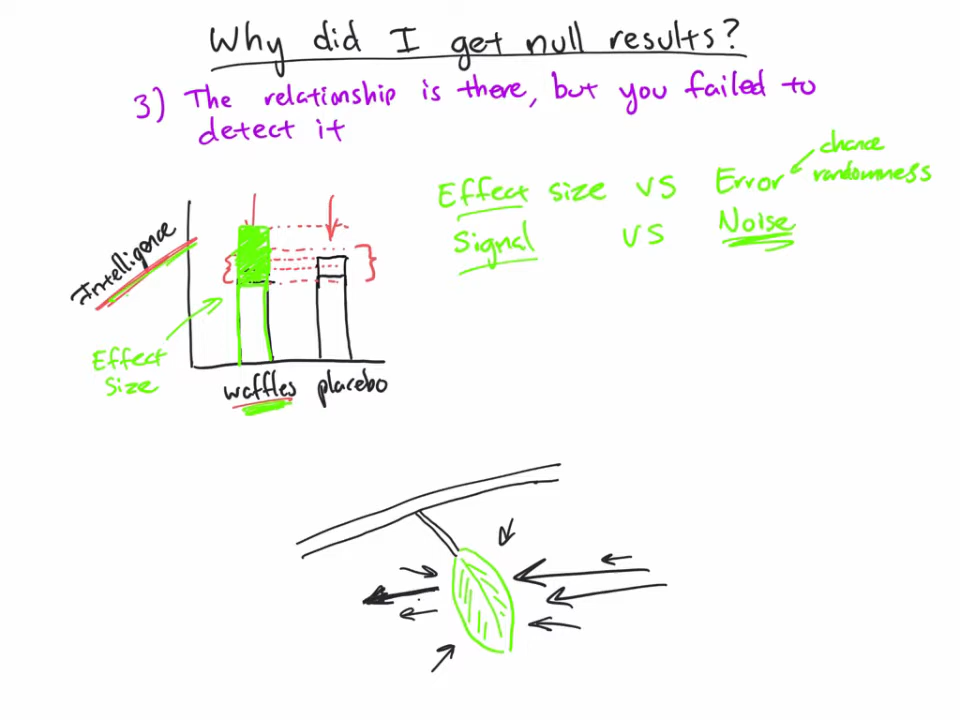 Why did I get null results?
3) The relationship is there, but you failed to
detect it
chance
randomness
Effect size vs Error
Signal vs Noise
Intelligence
Effect
Size
waffles placebo